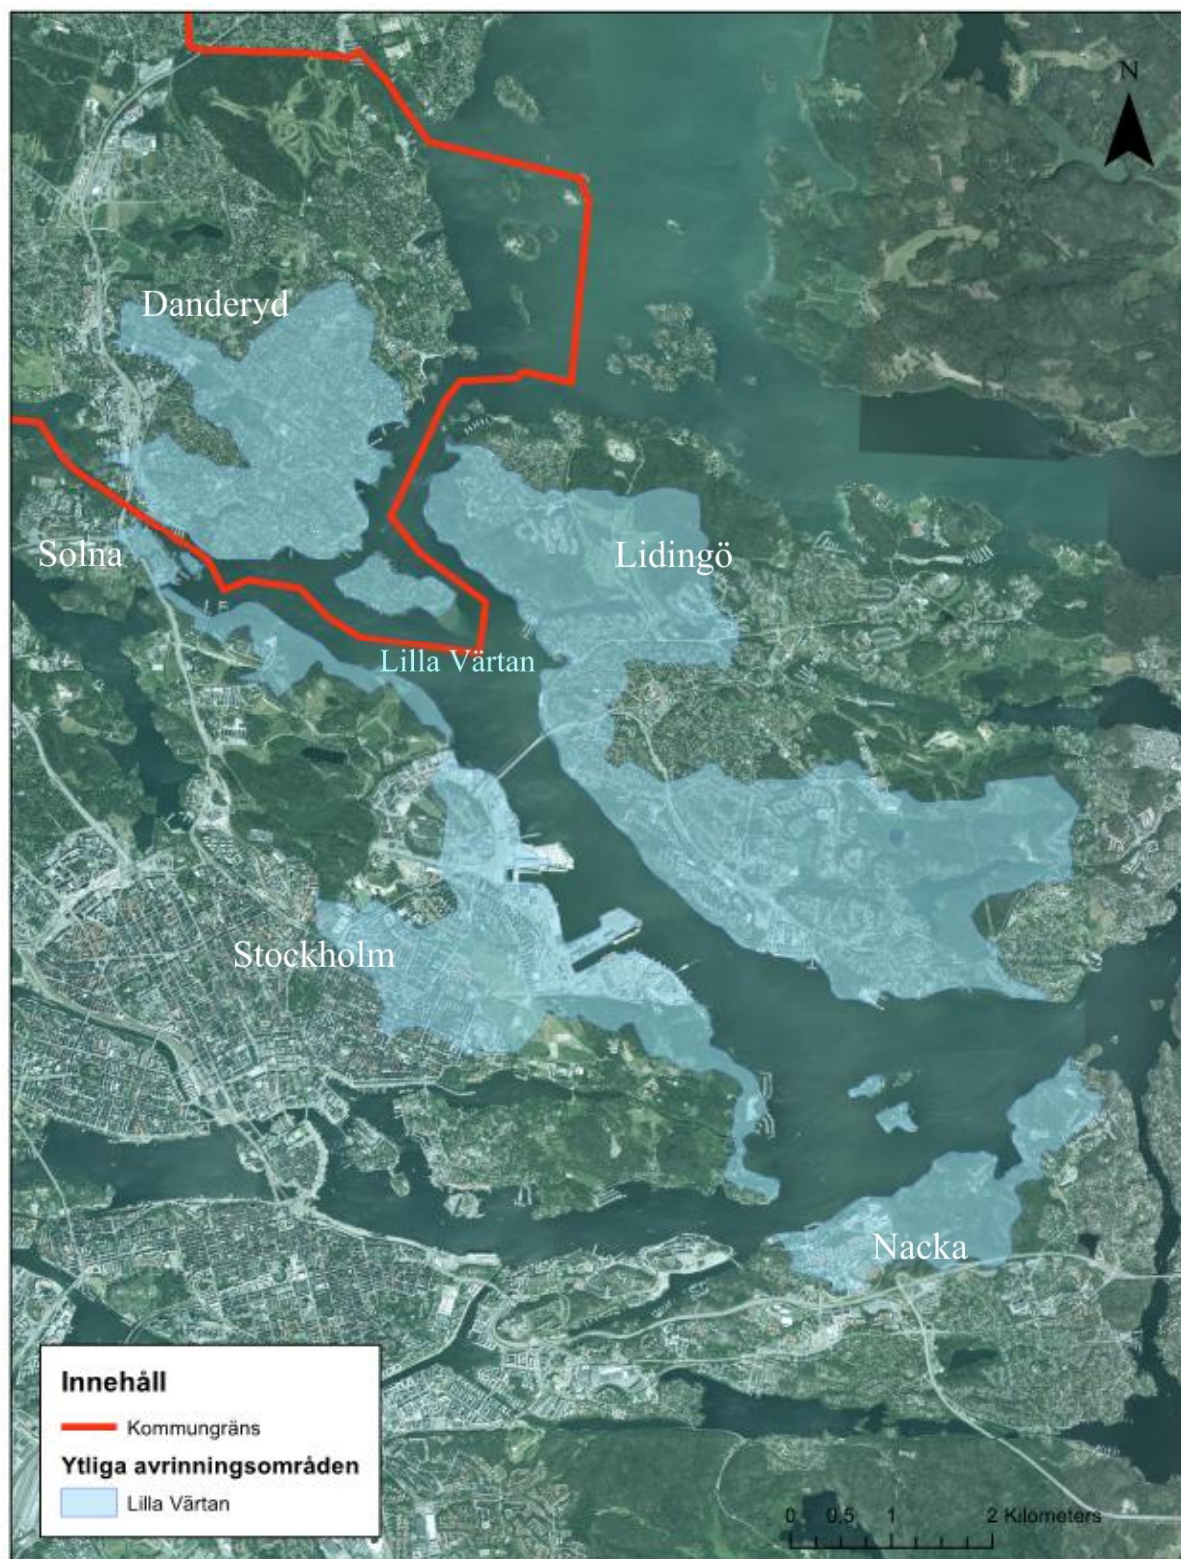 N
Danderyd
Solna
Lidingö
Lilla Värtan
Stockholm
Nacka
Innehåll
Kommungräns
Ytliga avrinningsområden
Lilla Värtan
0 0.5 1 2 Kilometers